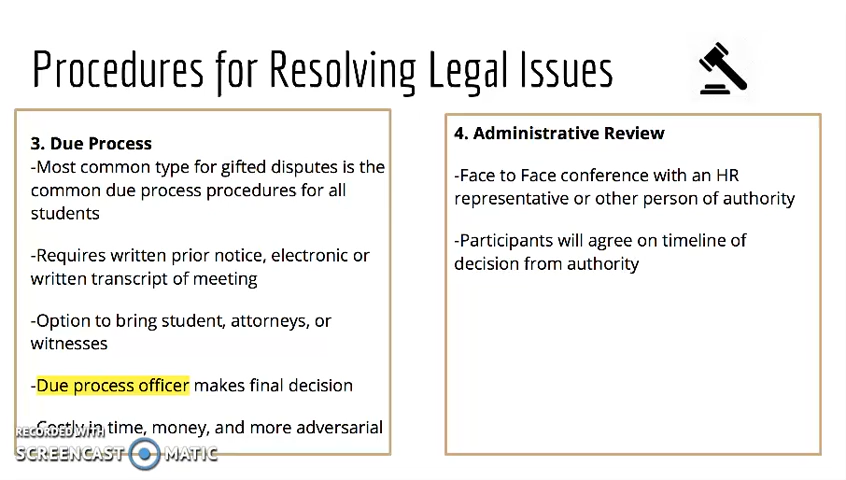 Procedures for Resolving Legal Issues
3. Due Process
-Most common type for gifted disputes is the
common due process procedures for all
students
-Requires written prior notice, electronic or
written transcript of meeting
-Option to bring student, attorneys, or
witnesses
-Due process officer makes final decision
-Costly in time, money, and more adversarial
4. Administrative Review
-Face to Face conference with an HR
representative or other person of authority
-Participants will agree on timeline of
decision from authority
RECORDED WITH
SCREENCAST MATIC